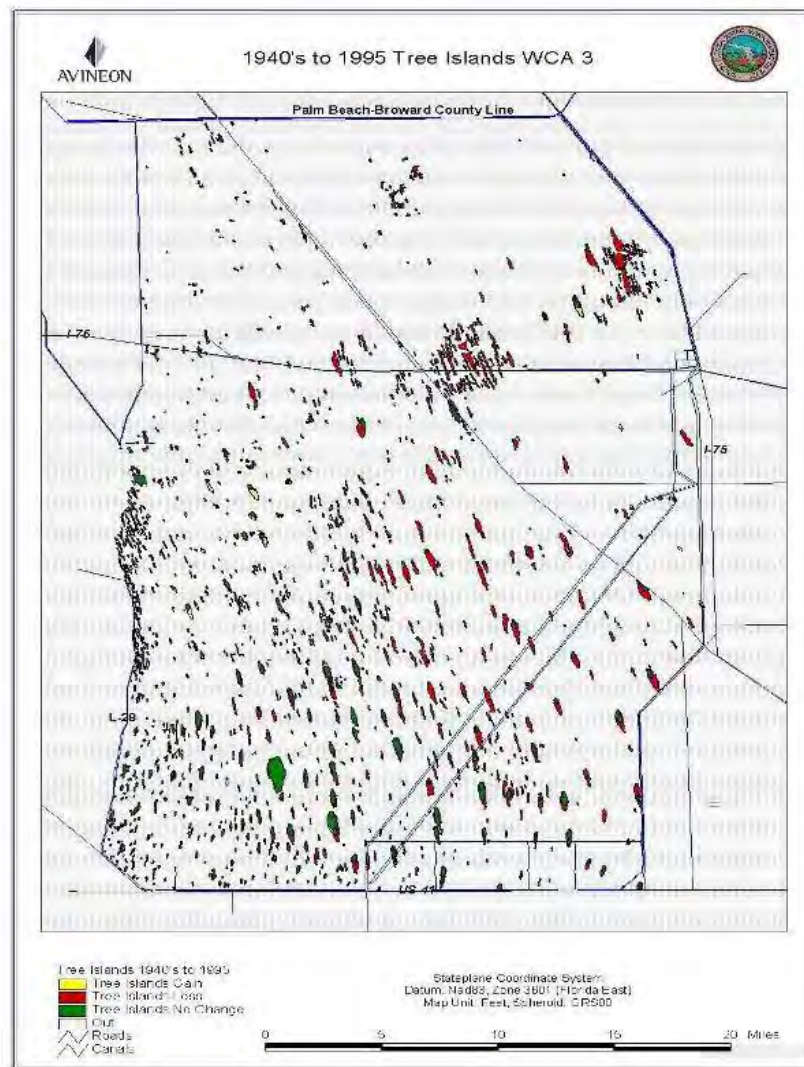 1940's to 1995 Tree Islands WCA 3
AVINEON
Palm Beach-Broward County Line
I-75
I-75
L-28
US 41
Tree Islands 1940's to 1995
Tree Islands Gain
Tree Islands Loss
Tree Islands No Change
Out
Roads
Canals
Stateplane Coordinate System
Datum: Nad83, Zone 3601 (Florida East)
Map Unit: Feet, Spheroid: GRS80
0 5 10 15 20 Miles